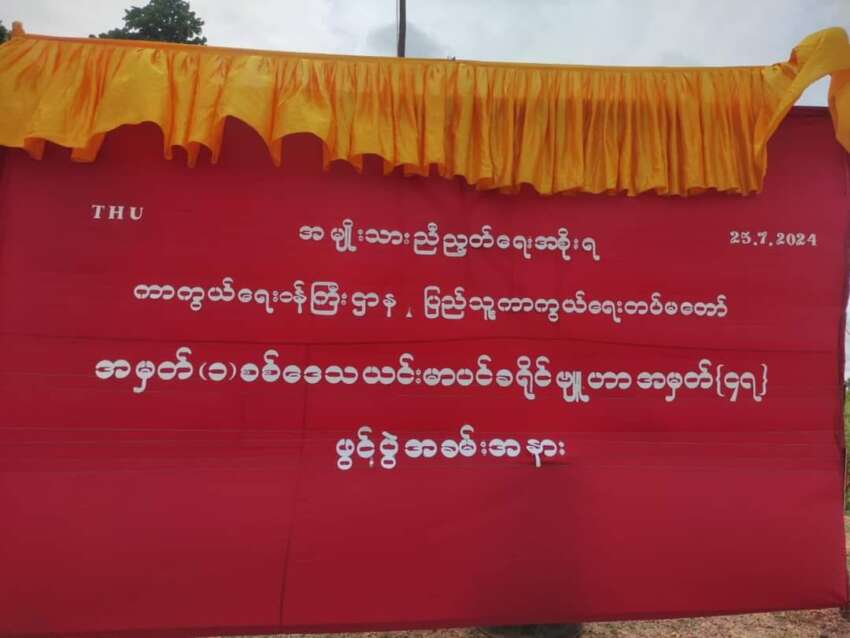 THU
25.7.2024
အမျိုးသားညီညွတ်ရေးအစိုးရ
ကာကွယ်ရေးဝန်ကြီးဌာန၊ ပြည်သူ့ကာကွယ်ရေးတပ်မတော်
အမှတ်(၁)စစ်ဒေသယင်းမာပင်ခရိုင်ဗျူဟာအမှတ်{၄၃}
ဖွင့်ပွဲအခမ်းအနား